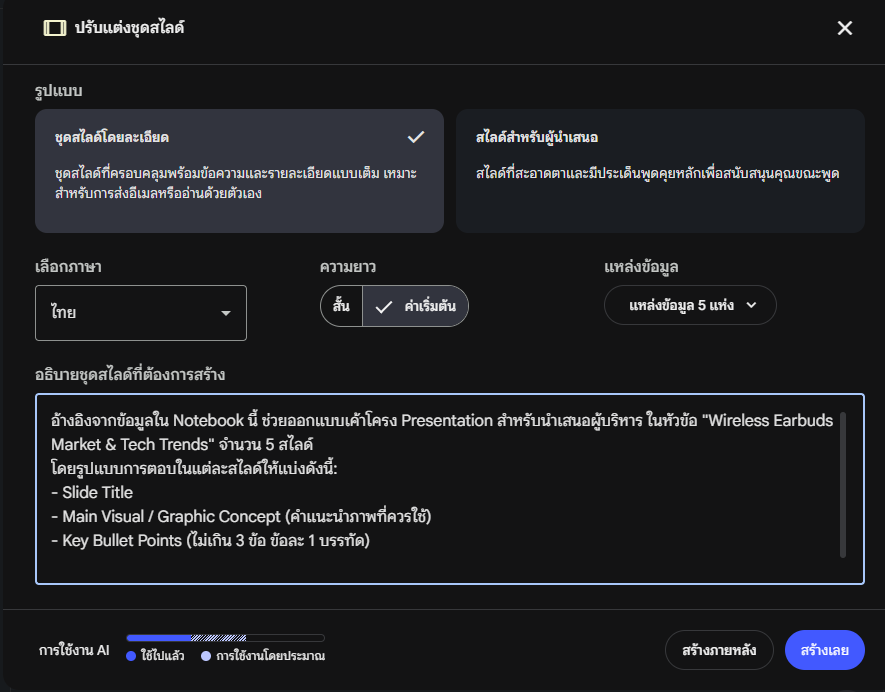 ปรับแต่งชุดสไลด์
รูปแบบ
ชุดสไลด์โดยละเอียด
ชุดสไลด์ที่ครอบคลุมพร้อมข้อความและรายละเอียดแบบเต็ม เหมาะ
สำหรับการส่งอีเมลหรืออ่านด้วยตัวเอง
สไลด์สำหรับผู้นำเสนอ
สไลด์ที่สะอาดตาและมีประเด็นพูดคุยหลักเพื่อสนับสนุนคุณขณะพูด
เลือกภาษา
ไทย
ความยาว
สั้น
ค่าเริ่มต้น
แหล่งข้อมูล
แหล่งข้อมูล 5 แห่ง
อธิบายชุดสไลด์ที่ต้องการสร้าง
อ้างอิงจากข้อมูลใน Notebook นี้ ช่วยออกแบบเค้าโครง Presentation สำหรับนำเสนอผู้บริหาร ในหัวข้อ "Wireless Earbuds
Market & Tech Trends" จำนวน 5 สไลด์
โดยรูปแบบการตอบในแต่ละสไลด์ให้แบ่งดังนี้:
- Slide Title
- Main Visual / Graphic Concept (คำแนะนำภาพที่ควรใช้)
- Key Bullet Points (ไม่เกิน 3 ข้อ ข้อละ 1 บรรทัด)
การใช้งาน AI
ใช้ไปแล้ว
การใช้งานโดยประมาณ
สร้างภายหลัง
สร้างเลย